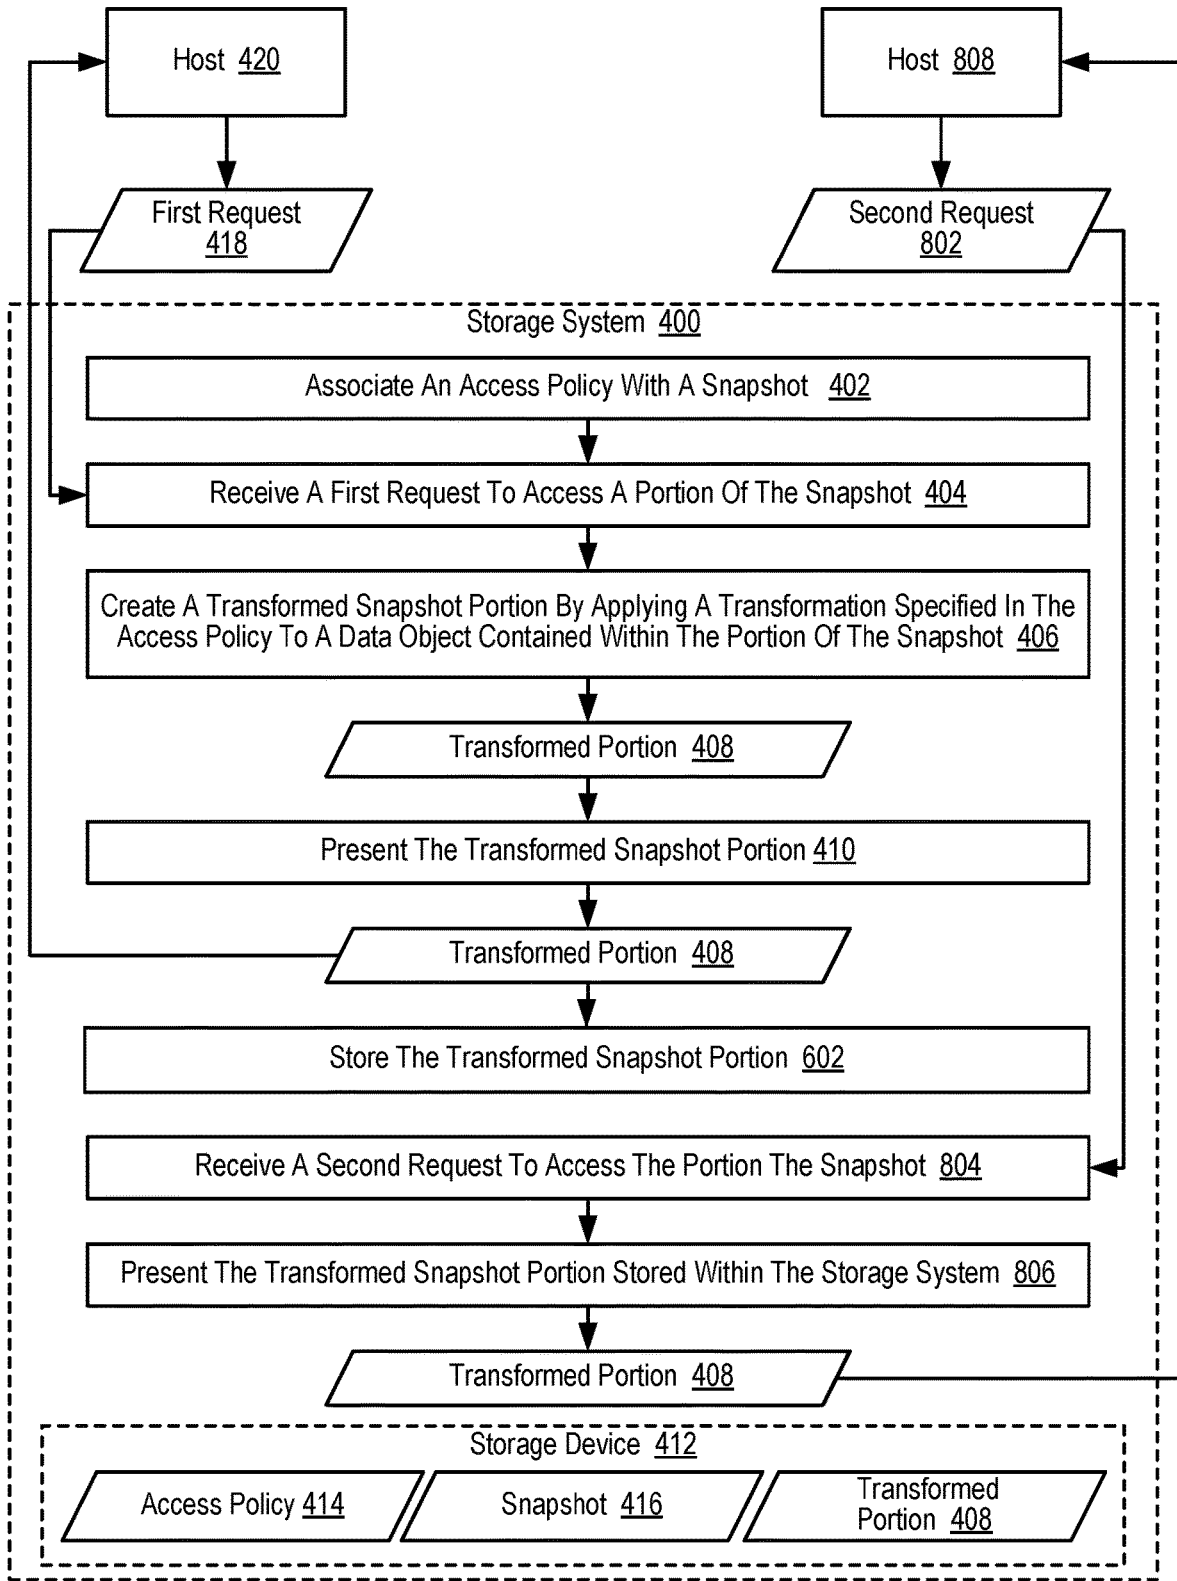 Host 420
Host 808
First Request
418
Second Request
802
Storage System 400
Associate An Access Policy With A Snapshot 402
Receive A First Request To Access A Portion Of The Snapshot 404
Create A Transformed Snapshot Portion By Applying A Transformation Specified In The
Access Policy To A Data Object Contained Within The Portion Of The Snapshot 406
Transformed Portion 408
Present The Transformed Snapshot Portion 410
Transformed Portion 408
Store The Transformed Snapshot Portion 602
Receive A Second Request To Access The Portion The Snapshot 804
Present The Transformed Snapshot Portion Stored Within The Storage System 806
Transformed Portion 408
Storage Device 412
Access Policy 414
Snapshot 416
Transformed
Portion 408